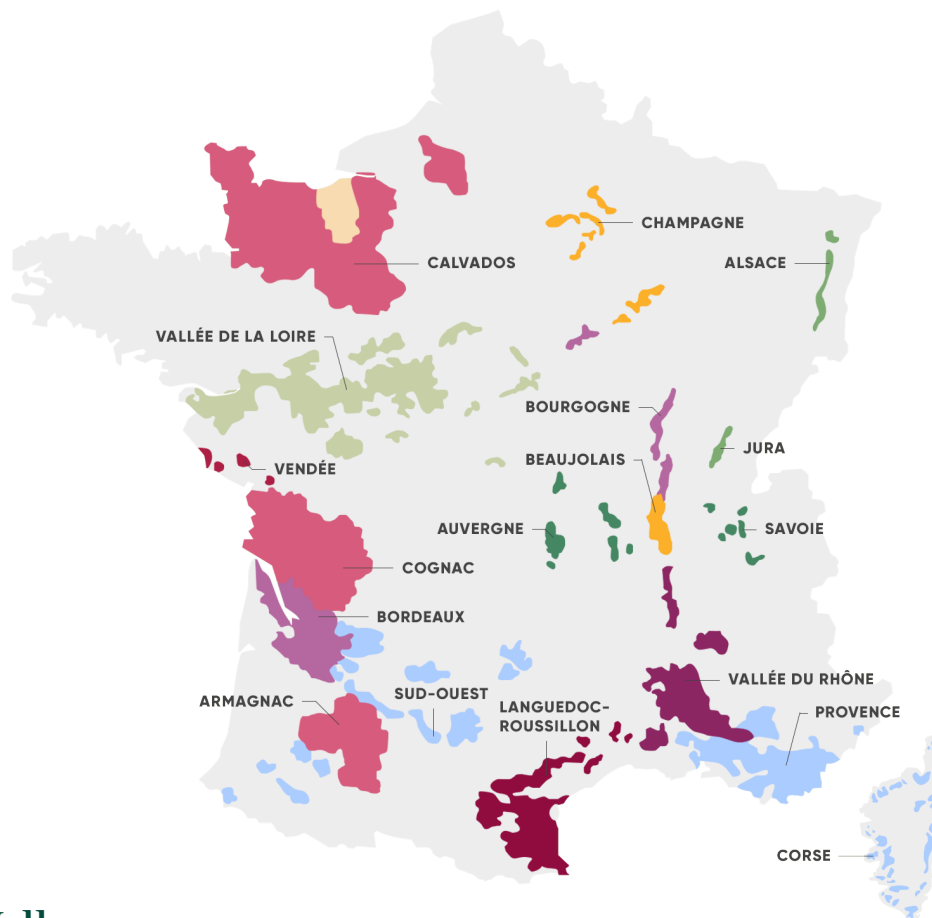 CHAMPAGNE
ALSACE
CALVADOS
VALLÉE DE LA LOIRE
BOURGOGNE
JURA
BEAUJOLAIS
VENDÉE
AUVERGNE
SAVOIE
COGNAC
BORDEAUX
VALLÉE DU RHÔNE
SUD-OUEST
ARMAGNAC
LANGUEDOC-
ROUSSILLON
PROVENCE
CORSE